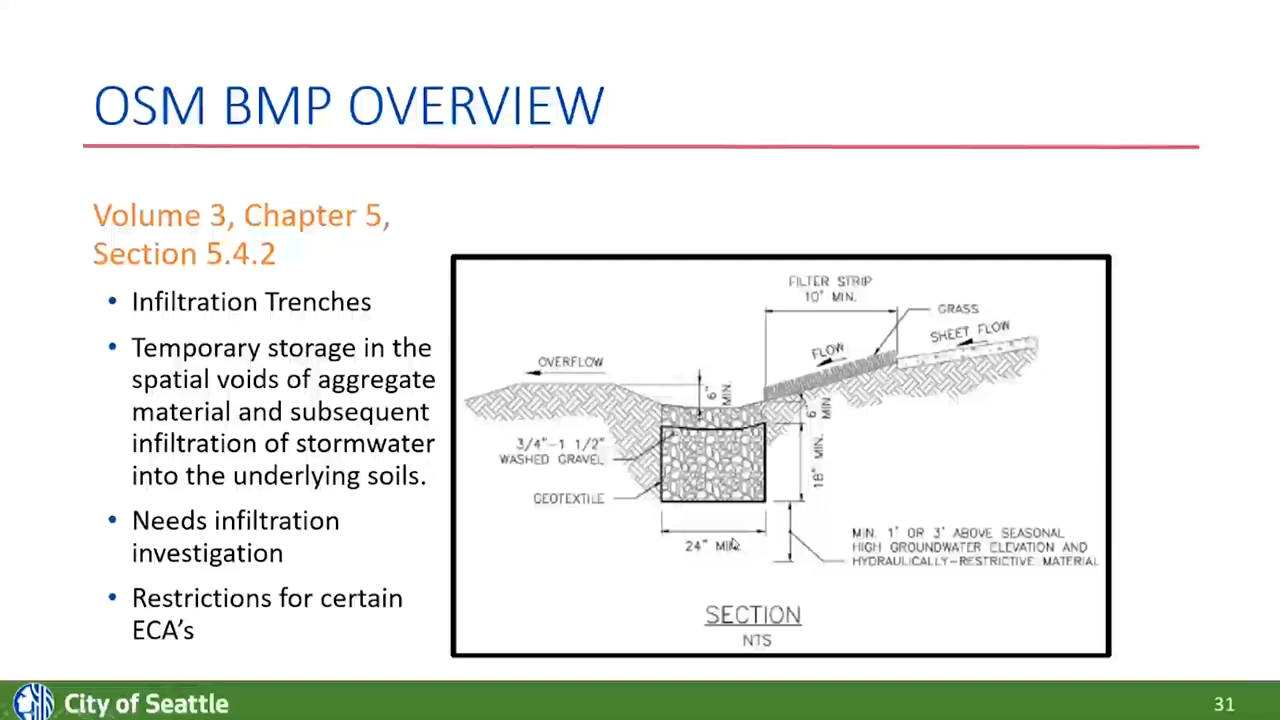 OSM BMP OVERVIEW
Volume 3, Chapter 5,
Section 5.4.2
• Infiltration Trenches
• Temporary storage in the
spatial voids of aggregate
material and subsequent
infiltration of stormwater
into the underlying soils.
• Needs infiltration
investigation
• Restrictions for certain
ECA's
FILTER STRIP
10" MIN.
GRASS
SHEET FLOW
FLOW
OVERFLOW
6"
MIN.
6"
MIN
3/4"-1 1/2"
WASHED GRAVEL
18" MIN.
GEOTEXTILE
24" MIN.
MIN. 1' OR 3' ABOVE SEASONAL
HIGH GROUNDWATER ELEVATION AND
HYDRAULICALLY-RESTRICTIVE MATERIAL
SECTION
NTS
City of Seattle
31